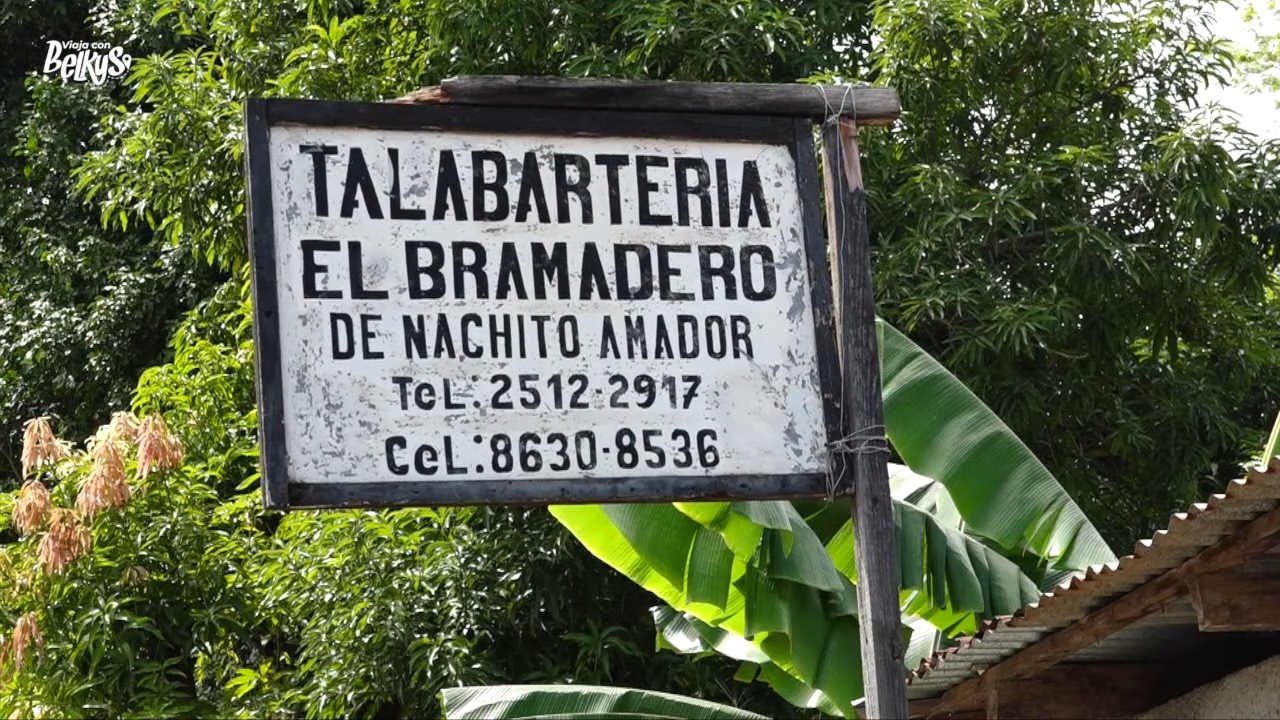 Viaja con
Belkys
TALABARTERIA
EL BRAMADERO
DE NACHITO AMADOR
TeL:2512-2917
CeL:8630-8536